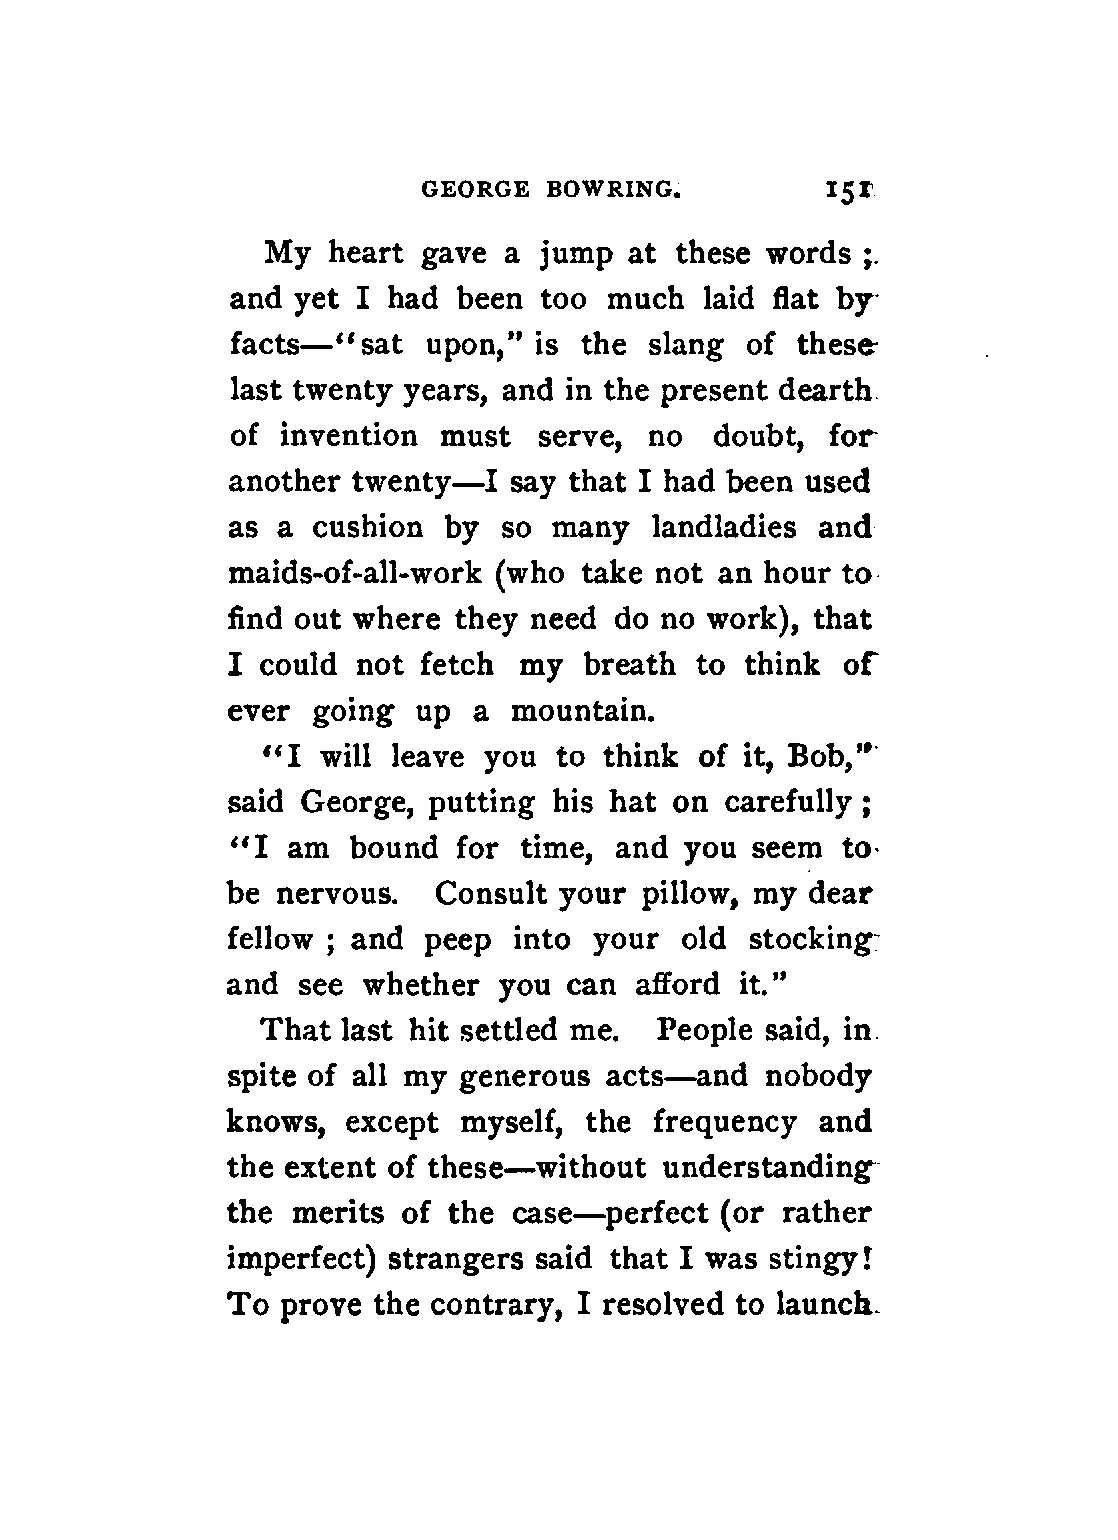 GEORGE BOWRING. 151
My heart gave a jump at these words ;
and yet I had been too much laid flat by
facts—“sat upon,” is the slang of these
last twenty years, and in the present dearth
of invention must serve, no doubt, for
another twenty—I say that I had been used
as a cushion by so many landladies and
maids-of-all-work (who take not an hour to
find out where they need do no work), that
I could not fetch my breath to think of
ever going up a mountain.
“I will leave you to think of it, Bob,”
said George, putting his hat on carefully ;
“I am bound for time, and you seem to
be nervous. Consult your pillow, my dear
fellow ; and peep into your old stocking
and see whether you can afford it.”
That last hit settled me. People said, in
spite of all my generous acts—and nobody
knows, except myself, the frequency and
the extent of these—without understanding
the merits of the case—perfect (or rather
imperfect) strangers said that I was stingy!
To prove the contrary, I resolved to launch